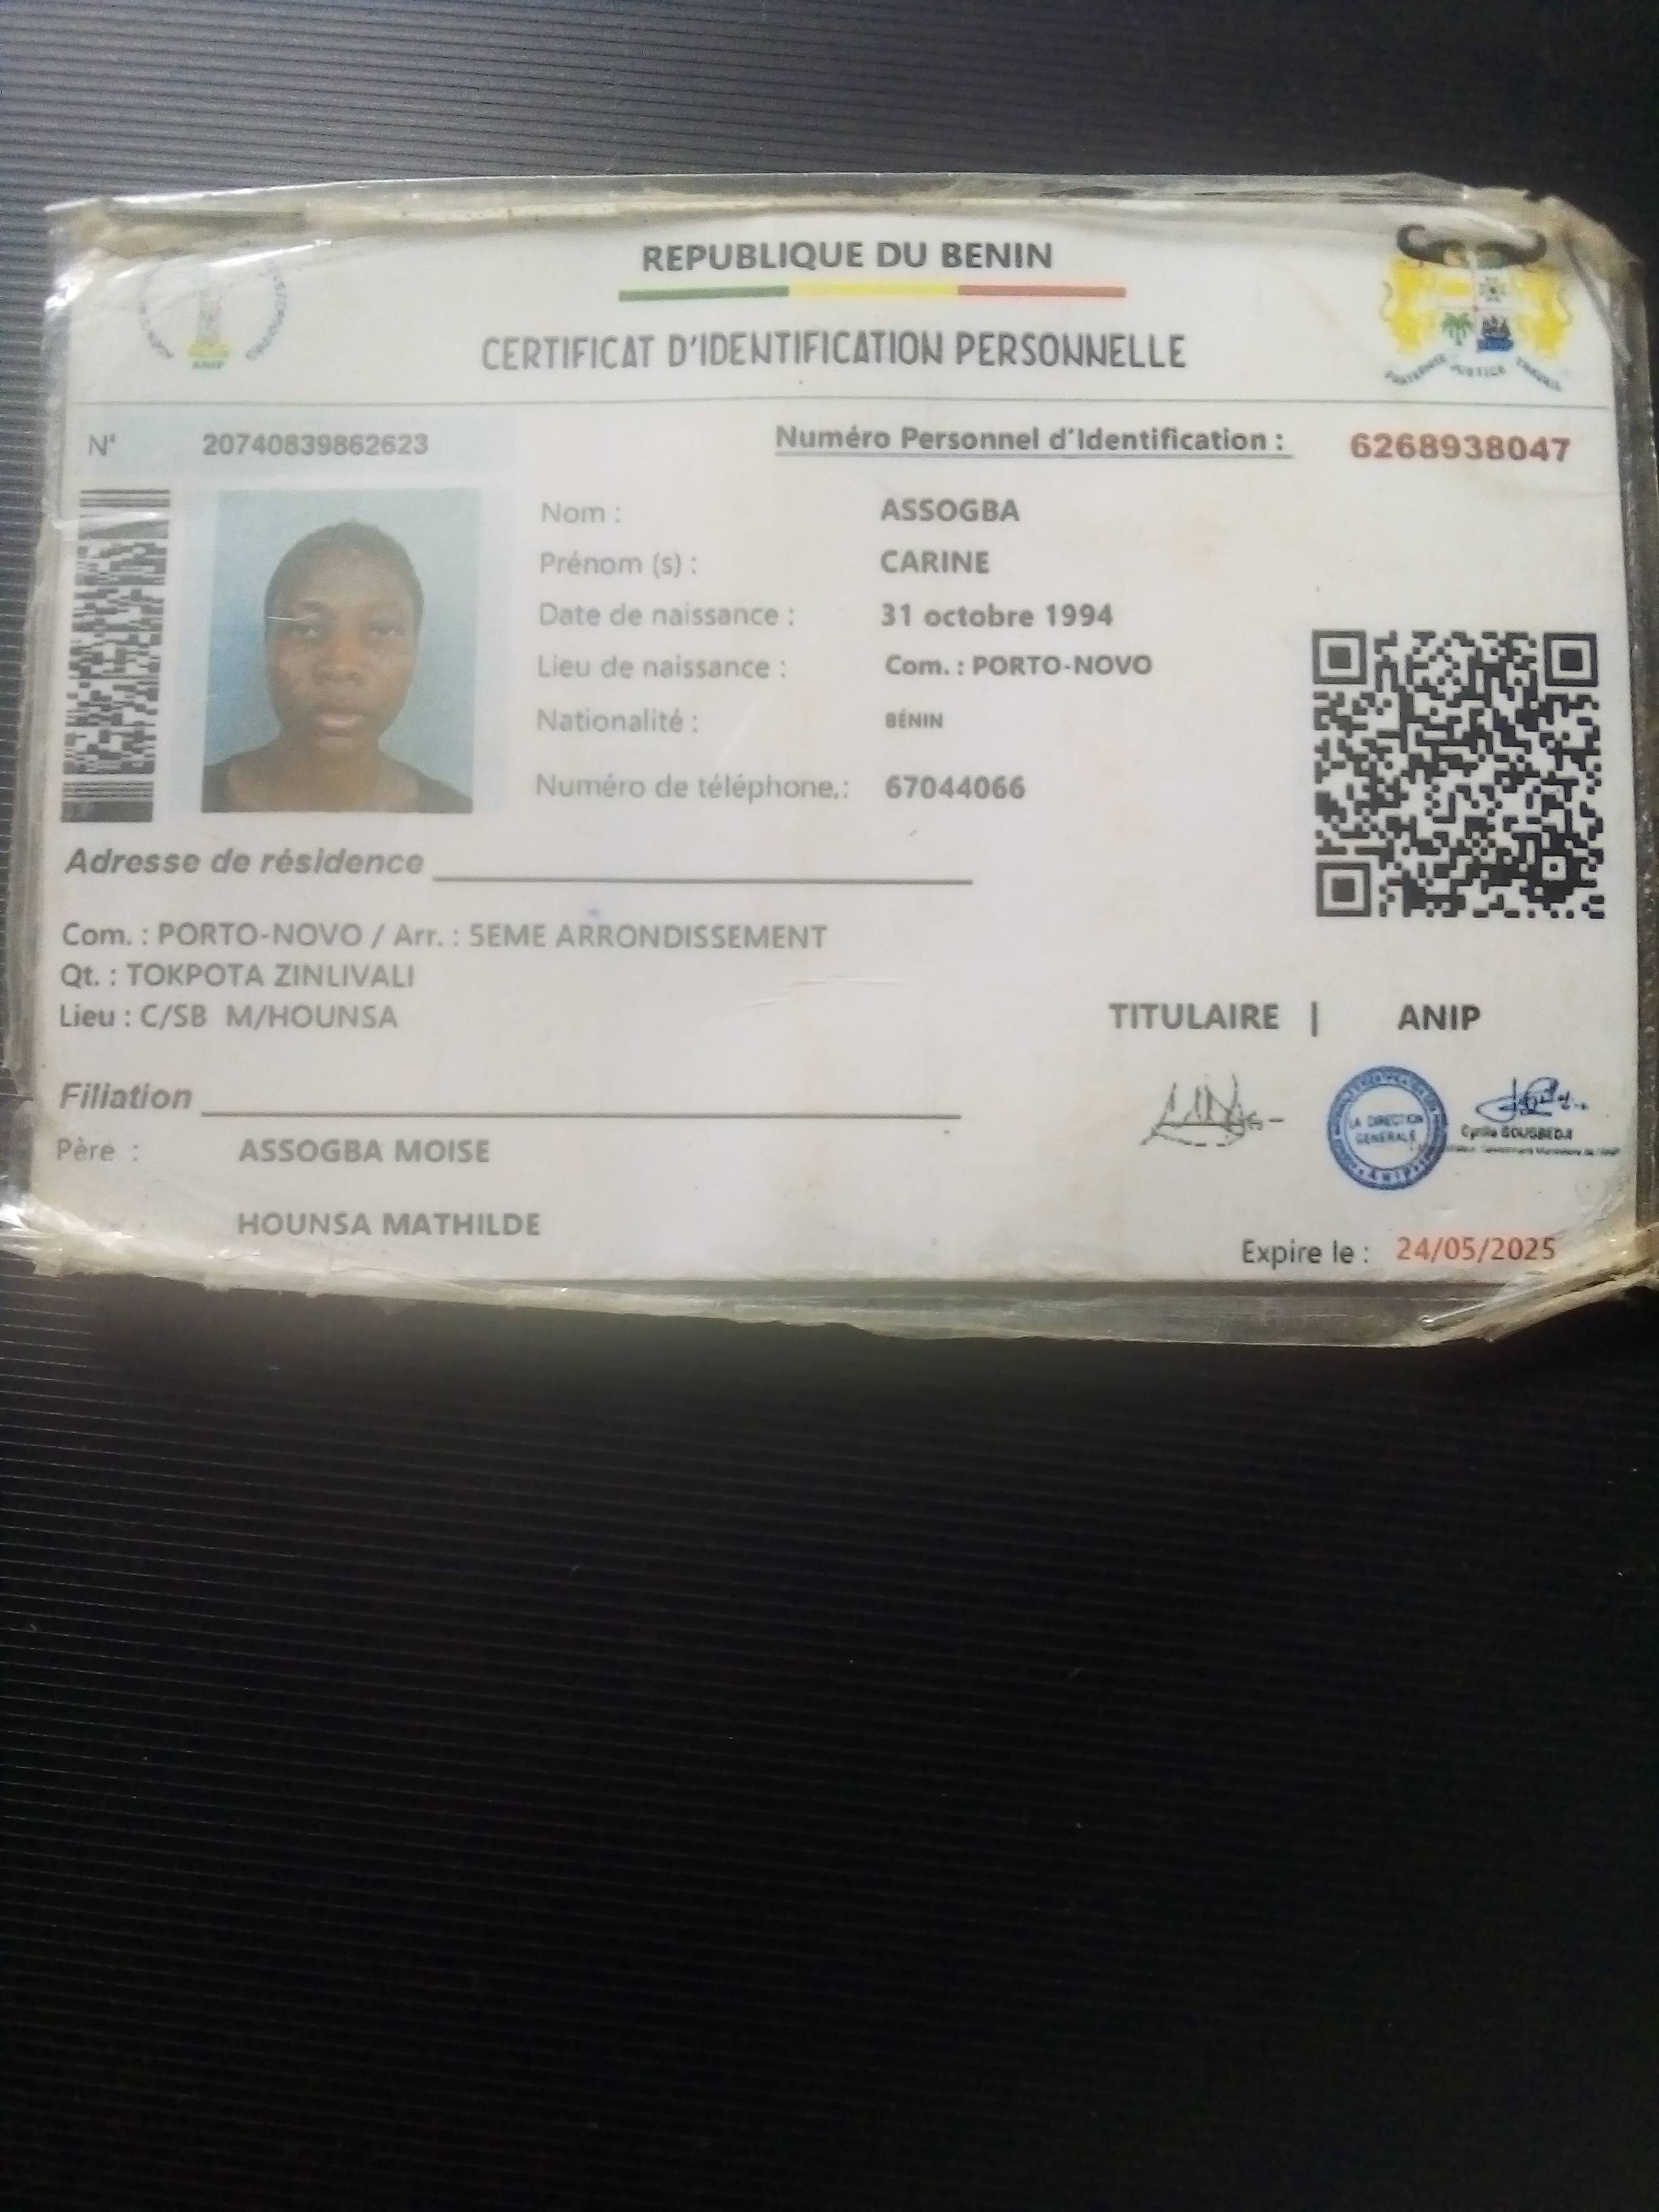 REPUBLIQUE DU BENIN
CERTIFICAT D'IDENTIFICATION PERSONNELLE
ANIP
FRATERNITE JUSTICE TRAVAIL
N° 20740839862623
Numéro Personnel d'Identification : 6268938047
Nom : ASSOGBA
Prénom (s) : CARINE
Date de naissance : 31 octobre 1994
Lieu de naissance : Com. : PORTO-NOVO
Nationalité : BÉNIN
Numéro de téléphone.: 67044066
Adresse de résidence
Com. : PORTO-NOVO / Arr. : 5EME ARRONDISSEMENT
Qt. : TOKPOTA ZINLIVALI
Lieu : C/SB M/HOUNSA
TITULAIRE | ANIP
LA DIRECTION
GENERALE
ANIP
Filiation
Père : ASSOGBA MOISE
HOUNSA MATHILDE
Expire le : 24/05/2025